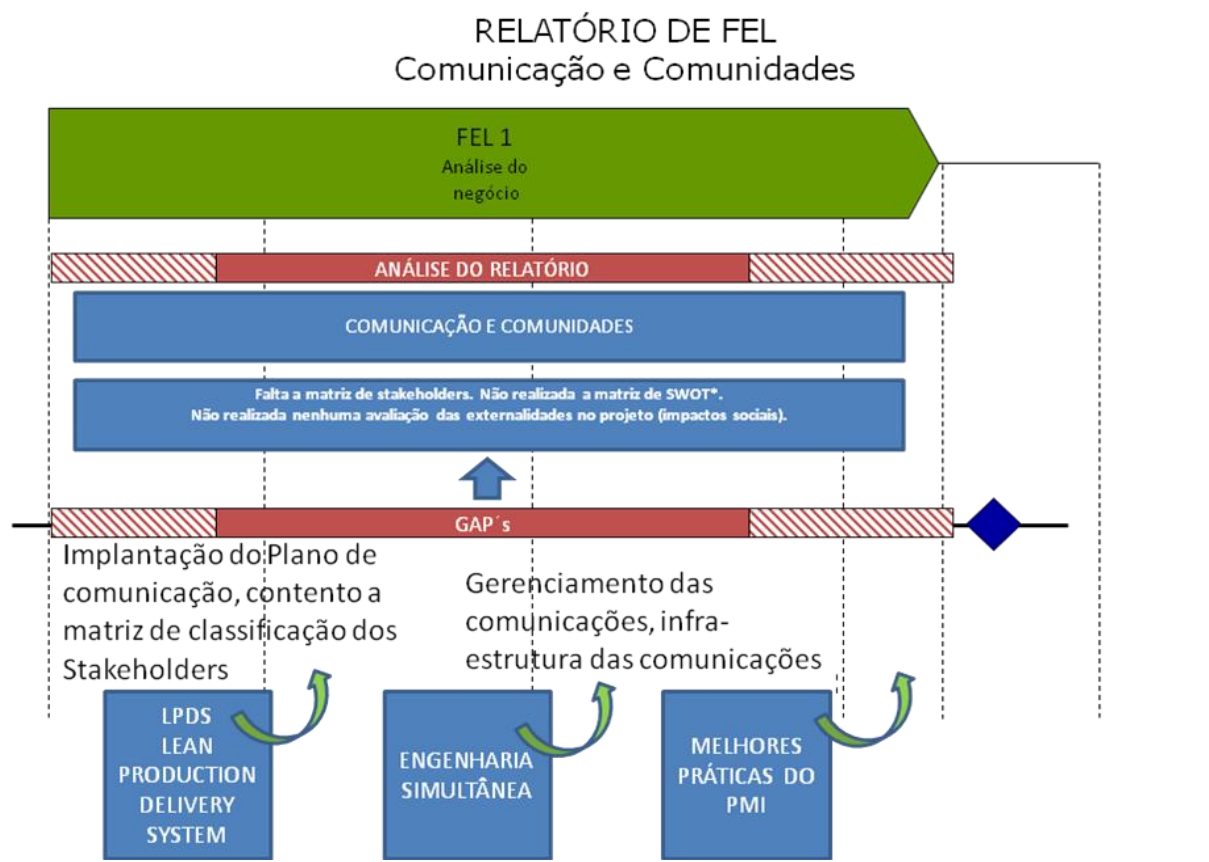 RELATÓRIO DE FEL
Comunicação e Comunidades
FEL 1
Análise do
negócio
ANÁLISE DO RELATÓRIO
COMUNICAÇÃO E COMUNIDADES
Falta a matriz de stakeholders. Não realizada a matriz de SWOT*.
Não realizada nenhuma avaliação das externalidades no projeto (impactos sociais).
GAP´s
Implantação do Plano de
comunicação, contento a
matriz de classificação dos
Stakeholders
Gerenciamento das
comunicações, infra-
estrutura das comunicações
LPDS
LEAN
PRODUCTION
DELIVERY
SYSTEM
ENGENHARIA
SIMULTÂNEA
MELHORES
PRÁTICAS DO
PMI